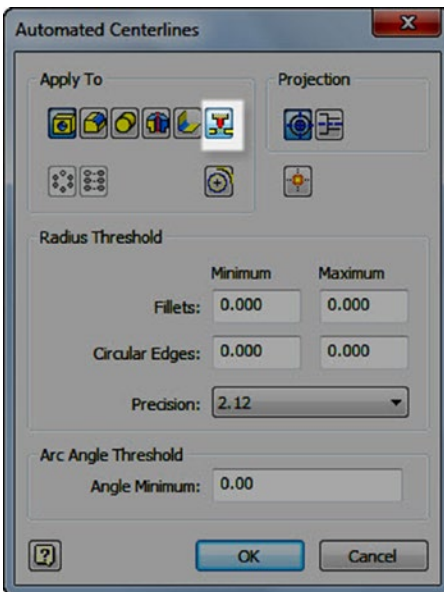 Automated Centerlines
Apply To
Projection
Radius Threshold
Minimum Maximum
Fillets: 0.000 0.000
Circular Edges: 0.000 0.000
Precision: 2.12
Arc Angle Threshold
Angle Minimum: 0.00
OK Cancel